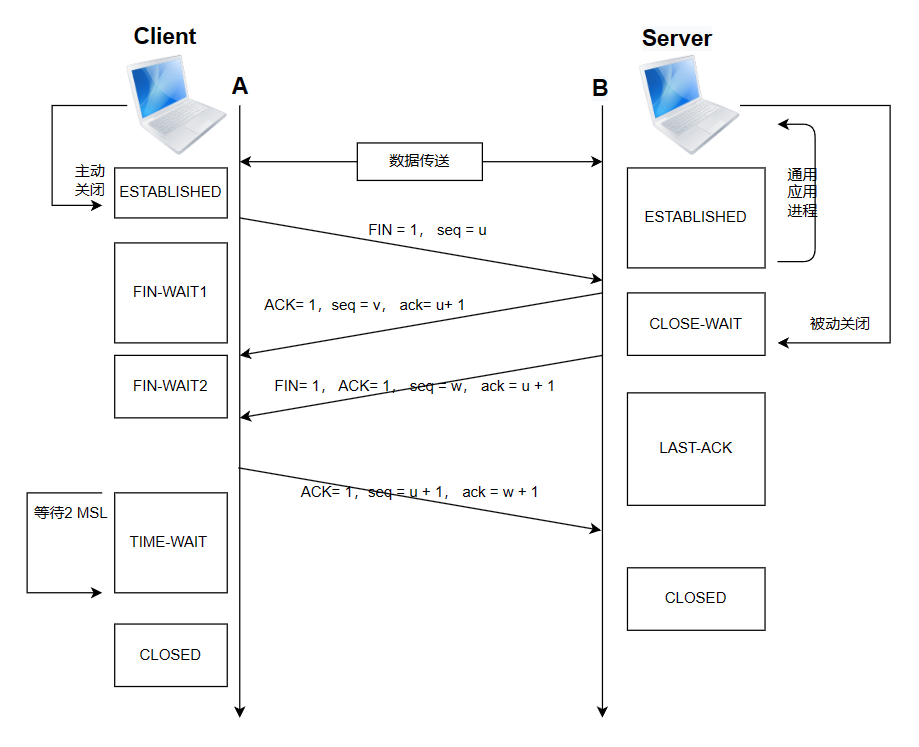 Client
Server
A
B
数据传送
主动
关闭
ESTABLISHED
通用
应用
进程
ESTABLISHED
FIN = 1， seq = u
FIN-WAIT1
ACK= 1，seq = v， ack= u+ 1
CLOSE-WAIT
被动关闭
FIN-WAIT2
FIN= 1， ACK= 1， seq = w， ack = u + 1
LAST-ACK
ACK= 1，seq = u + 1， ack = w + 1
等待2 MSL
TIME-WAIT
CLOSED
CLOSED